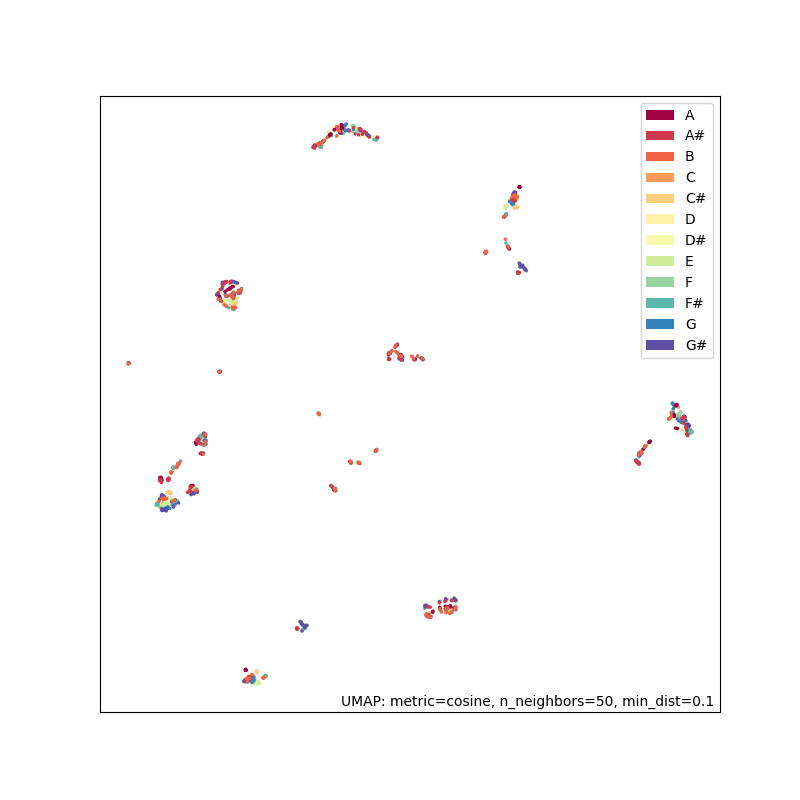 A
A#
B
C
C#
D
D#
E
F
F#
G
G#
UMAP: metric=cosine, n_neighbors=50, min_dist=0.1